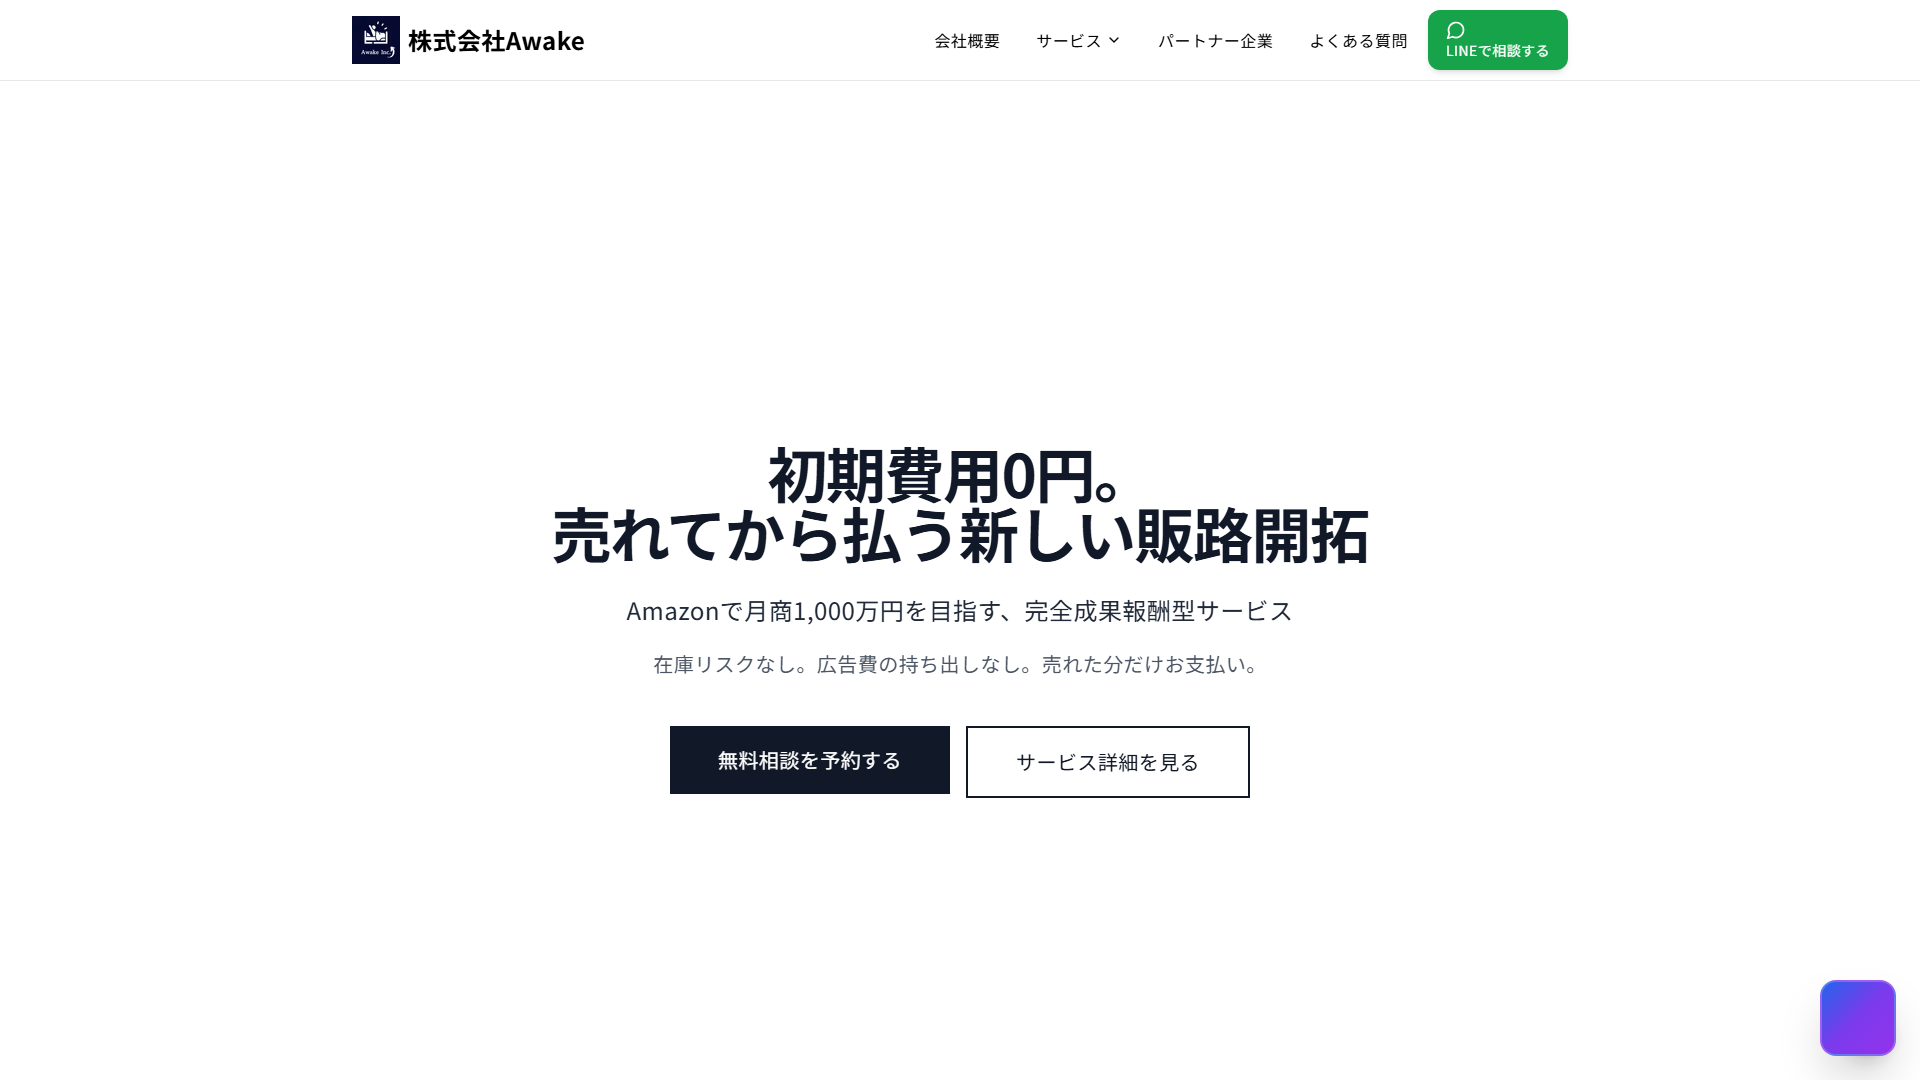 Awake Inc.
株式会社Awake
会社概要
サービス
パートナー企業
よくある質問
LINEで相談する
初期費用0円。
売れてから払う新しい販路開拓
Amazonで月商1,000万円を目指す、完全成果報酬型サービス
在庫リスクなし。広告費の持ち出しなし。売れた分だけお支払い。
無料相談を予約する
サービス詳細を見る